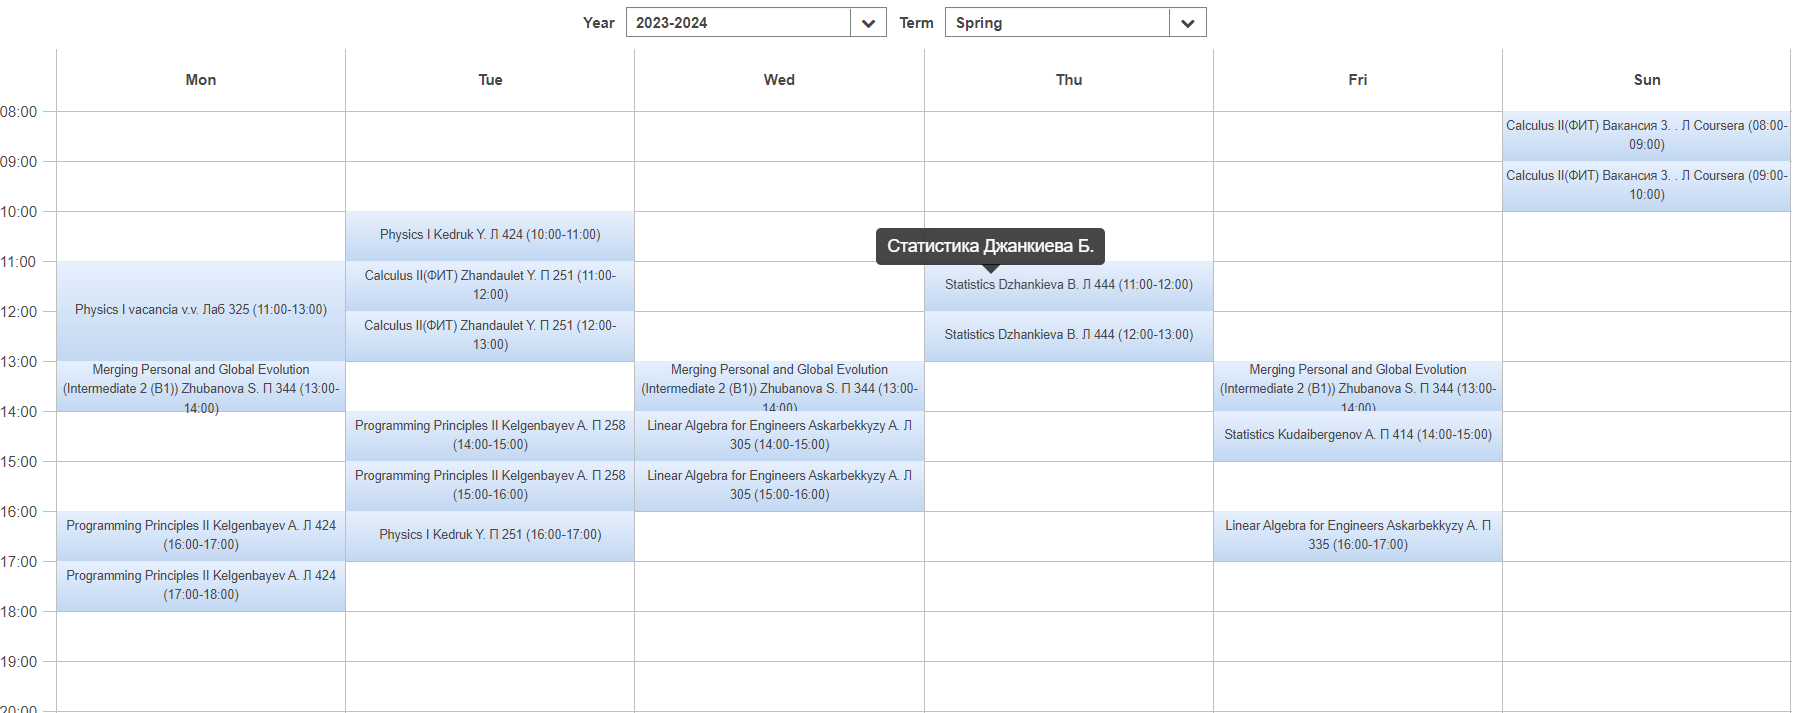 Year 2023-2024 Term Spring
Mon Tue Wed Thu Fri Sun
08:00
09:00
10:00
11:00
12:00
13:00
14:00
15:00
16:00
17:00
18:00
19:00
20:00
Physics I vacancia v.v. Лаб 325 (11:00-13:00)
Merging Personal and Global Evolution
(Intermediate 2 (B1)) Zhubanova S. П 344 (13:00-
14:00)
Programming Principles II Kelgenbayev A. Л 424
(16:00-17:00)
Programming Principles II Kelgenbayev A. Л 424
(17:00-18:00)
Physics I Kedruk Y. Л 424 (10:00-11:00)
Calculus II(ФИТ) Zhandaulet Y. П 251 (11:00-
12:00)
Calculus II(ФИТ) Zhandaulet Y. П 251 (12:00-
13:00)
Programming Principles II Kelgenbayev A. П 258
(14:00-15:00)
Programming Principles II Kelgenbayev A. П 258
(15:00-16:00)
Physics I Kedruk Y. П 251 (16:00-17:00)
Merging Personal and Global Evolution
(Intermediate 2 (B1)) Zhubanova S. П 344 (13:00-
14:00)
Linear Algebra for Engineers Askarbekkyzy A. Л
305 (14:00-15:00)
Linear Algebra for Engineers Askarbekkyzy A. Л
305 (15:00-16:00)
Статистика Джанкиева Б.
Statistics Dzhankieva B. Л 444 (11:00-12:00)
Statistics Dzhankieva B. Л 444 (12:00-13:00)
Merging Personal and Global Evolution
(Intermediate 2 (B1)) Zhubanova S. П 344 (13:00-
14:00)
Statistics Kudaibergenov A. П 414 (14:00-15:00)
Linear Algebra for Engineers Askarbekkyzy A. П
335 (16:00-17:00)
Calculus II(ФИТ) Вакансия 3. . Л Coursera (08:00-
09:00)
Calculus II(ФИТ) Вакансия 3. . Л Coursera (09:00-
10:00)